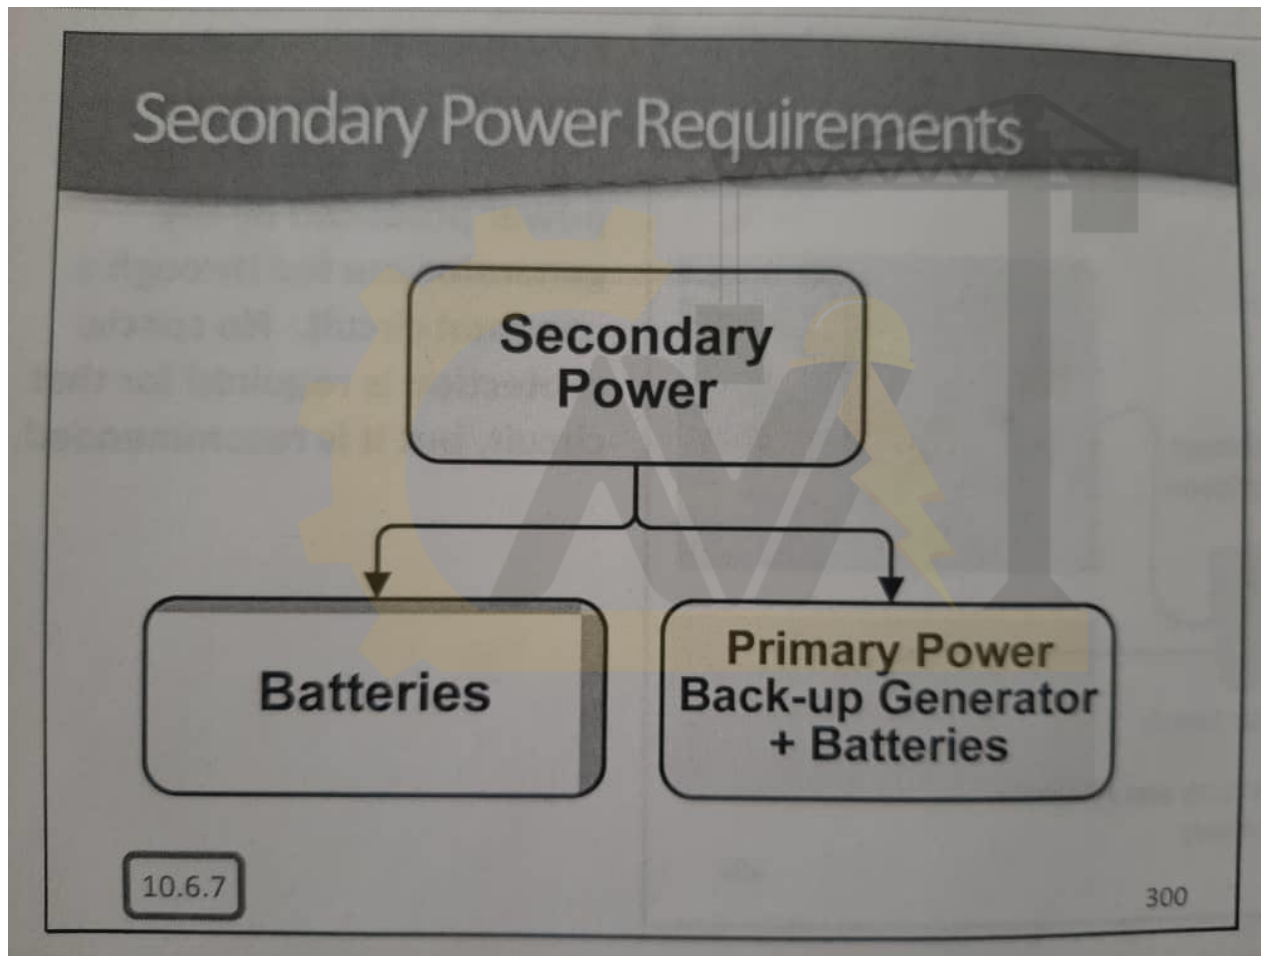 Secondary Power Requirements
Secondary
Power
Batteries
Primary Power
Back-up Generator
+ Batteries
10.6.7
300